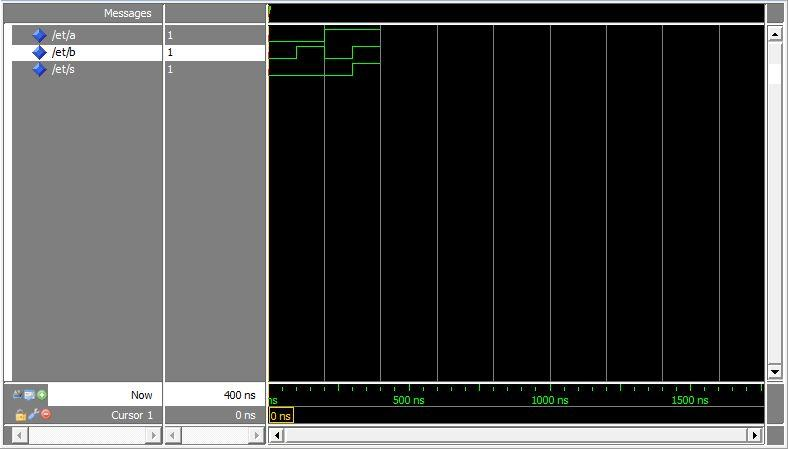 Messages
/et/a 1
/et/b 1
/et/s 1
Now 400 ns
ns 500 ns 1000 ns 1500 ns
Cursor 1 0 ns 0 ns